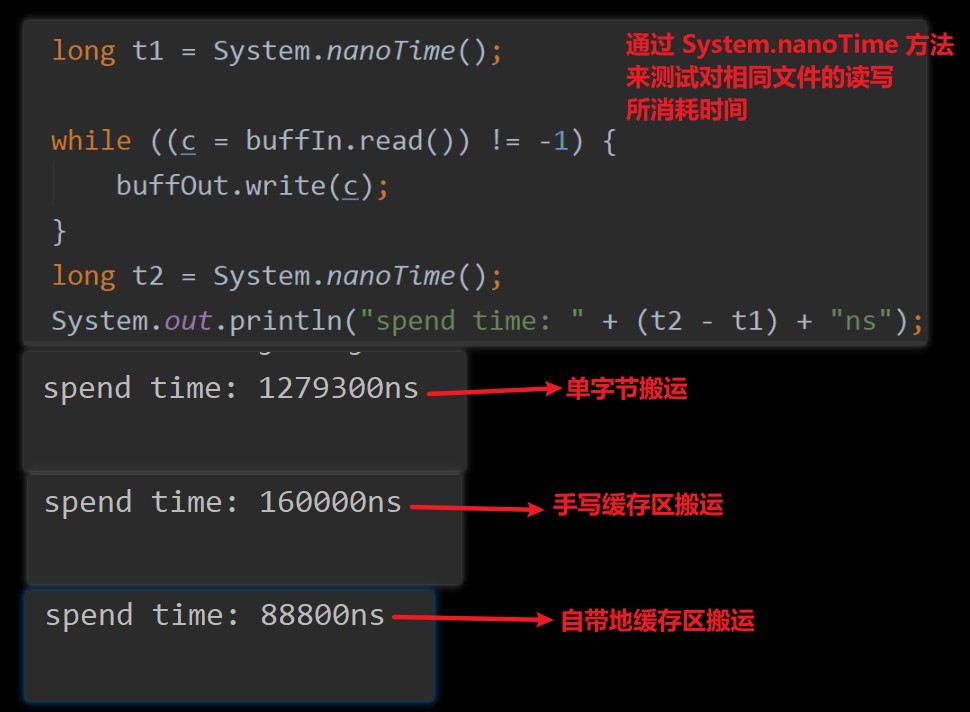 long t1 = System.nanoTime();
通过 System.nanoTime 方法
来测试对相同文件的读写
所消耗时间
while ((c = buffIn.read()) != -1) {
buffOut.write(c);
}
long t2 = System.nanoTime();
System.out.println("spend time: " + (t2 - t1) + "ns");
spend time: 1279300ns
单字节搬运
spend time: 160000ns
手写缓存区搬运
spend time: 88800ns
自带地缓存区搬运